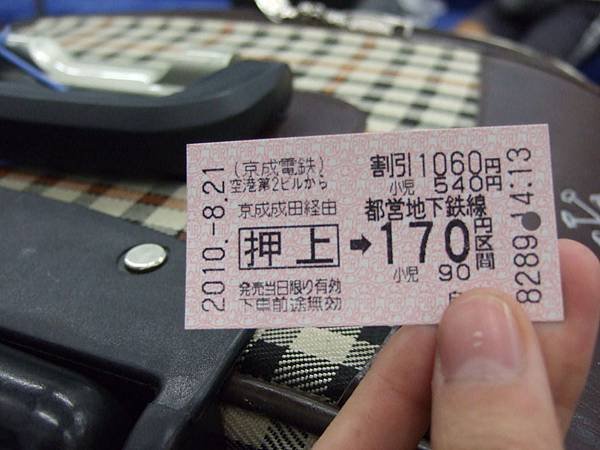 2010.-8.21
(京成電鉄)
空港第2ビルから
京成成田経由
押上
発売当日限り有効
下車前途無効
割引1060円
小児 540円
都営地下鉄線
➡170円区間
小児 90
8289 14:13